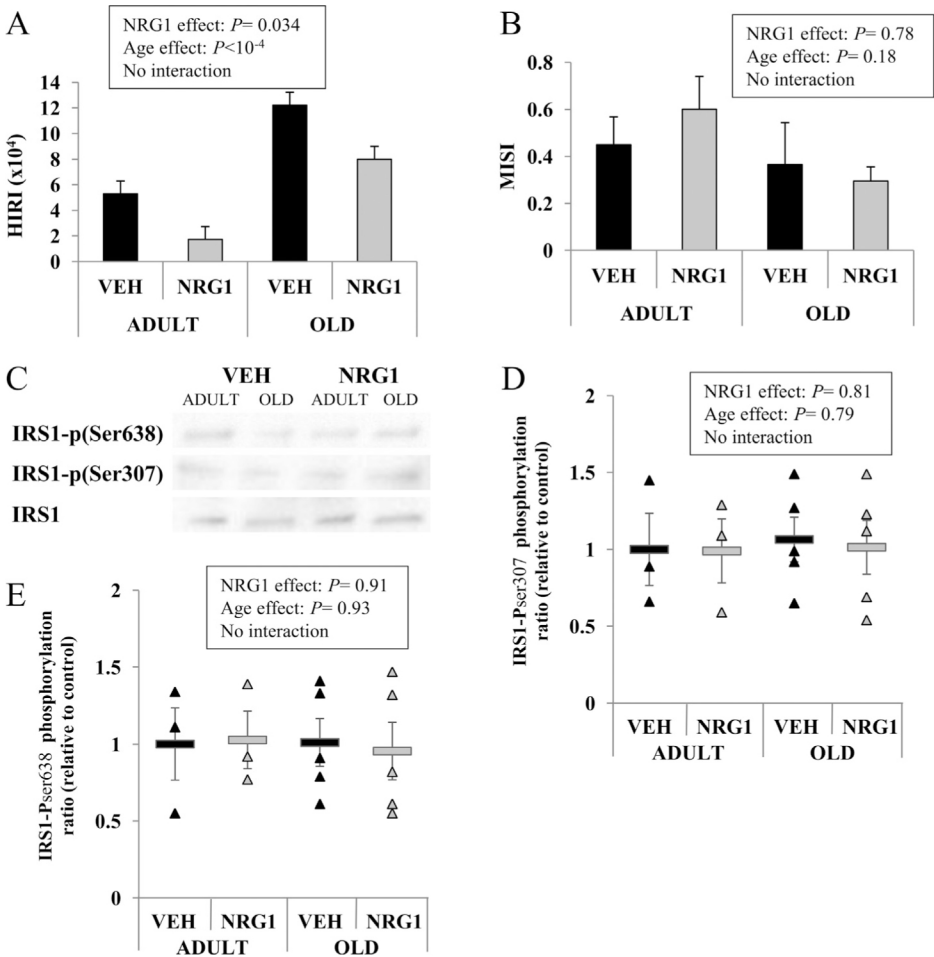 A
NRG1 effect: P= 0.034
Age effect: P<10-4
No interaction
HIRI (x10⁴)
14
12
10
8
6
4
2
0
VEH NRG1 VEH NRG1
ADULT OLD
B
NRG1 effect: P= 0.78
Age effect: P= 0.18
No interaction
MISI
0.8
0.6
0.4
0.2
0
VEH NRG1 VEH NRG1
ADULT OLD
C
VEH NRG1
ADULT OLD ADULT OLD
IRS1-p(Ser638)
IRS1-p(Ser307)
IRS1
D
NRG1 effect: P= 0.81
Age effect: P= 0.79
No interaction
IRS1-Pser307 phosphorylation
ratio (relative to control)
2
1.5
1
0.5
0
VEH NRG1 VEH NRG1
ADULT OLD
E
NRG1 effect: P= 0.91
Age effect: P= 0.93
No interaction
IRS1-Pser638 phosphorylation
ratio (relative to control)
2
1.5
1
0.5
0
VEH NRG1 VEH NRG1
ADULT OLD